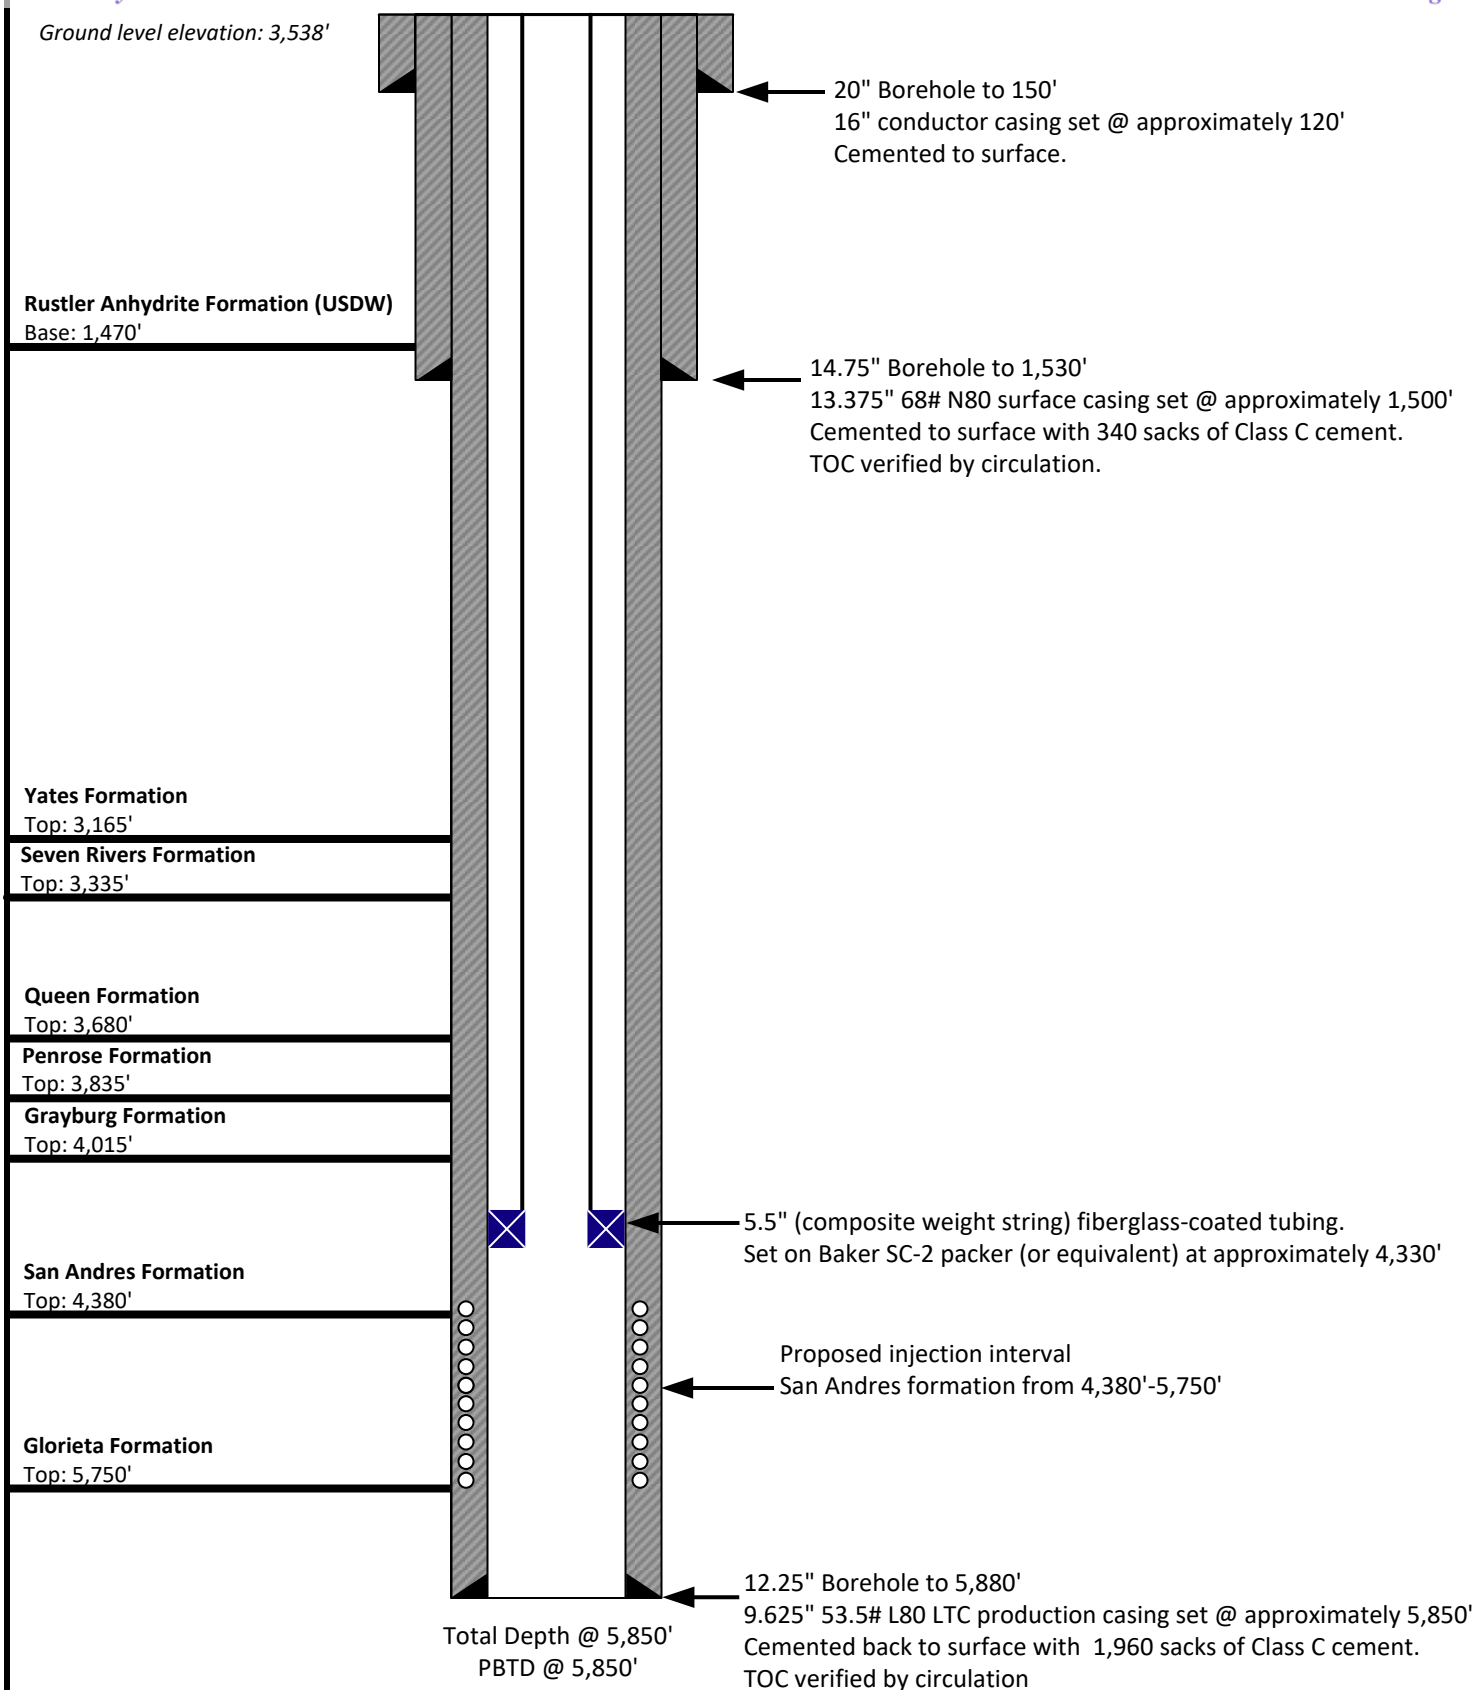 Ground level elevation: 3,538'
20" Borehole to 150'
16" conductor casing set @ approximately 120'
Cemented to surface.
Rustler Anhydrite Formation (USDW)
Base: 1,470'
14.75" Borehole to 1,530'
13.375" 68# N80 surface casing set @ approximately 1,500'
Cemented to surface with 340 sacks of Class C cement.
TOC verified by circulation.
Yates Formation
Top: 3,165'
Seven Rivers Formation
Top: 3,335'
Queen Formation
Top: 3,680'
Penrose Formation
Top: 3,835'
Grayburg Formation
Top: 4,015'
5.5" (composite weight string) fiberglass-coated tubing.
Set on Baker SC-2 packer (or equivalent) at approximately 4,330'
San Andres Formation
Top: 4,380'
Proposed injection interval
San Andres formation from 4,380'-5,750'
Glorieta Formation
Top: 5,750'
12.25" Borehole to 5,880'
9.625" 53.5# L80 LTC production casing set @ approximately 5,850'
Cemented back to surface with 1,960 sacks of Class C cement.
TOC verified by circulation
Total Depth @ 5,850'
PBTD @ 5,850'